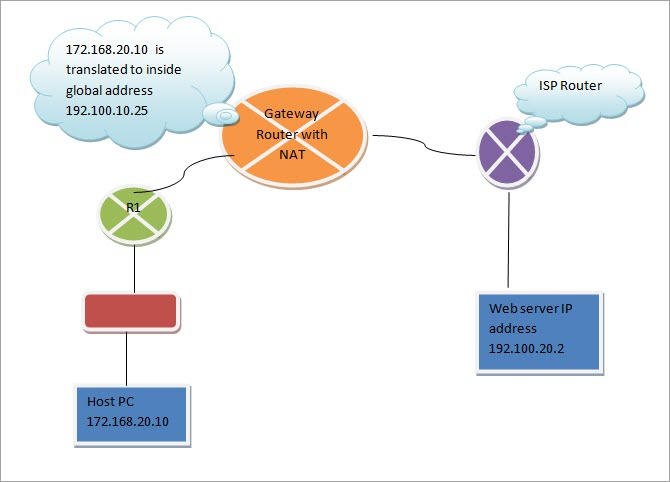 172.168.20.10  is
translated to inside
global address
192.100.10.25
Gateway
Router with
NAT
ISP Router
R1
Web server IP
address
192.100.20.2
Host PC
172.168.20.10